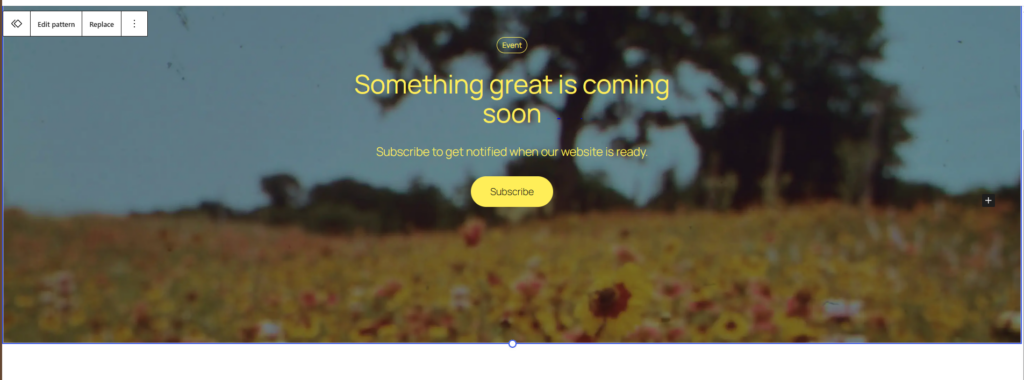 Edit pattern
Replace
Event
Something great is coming
soon
Subscribe to get notified when our website is ready.
Subscribe